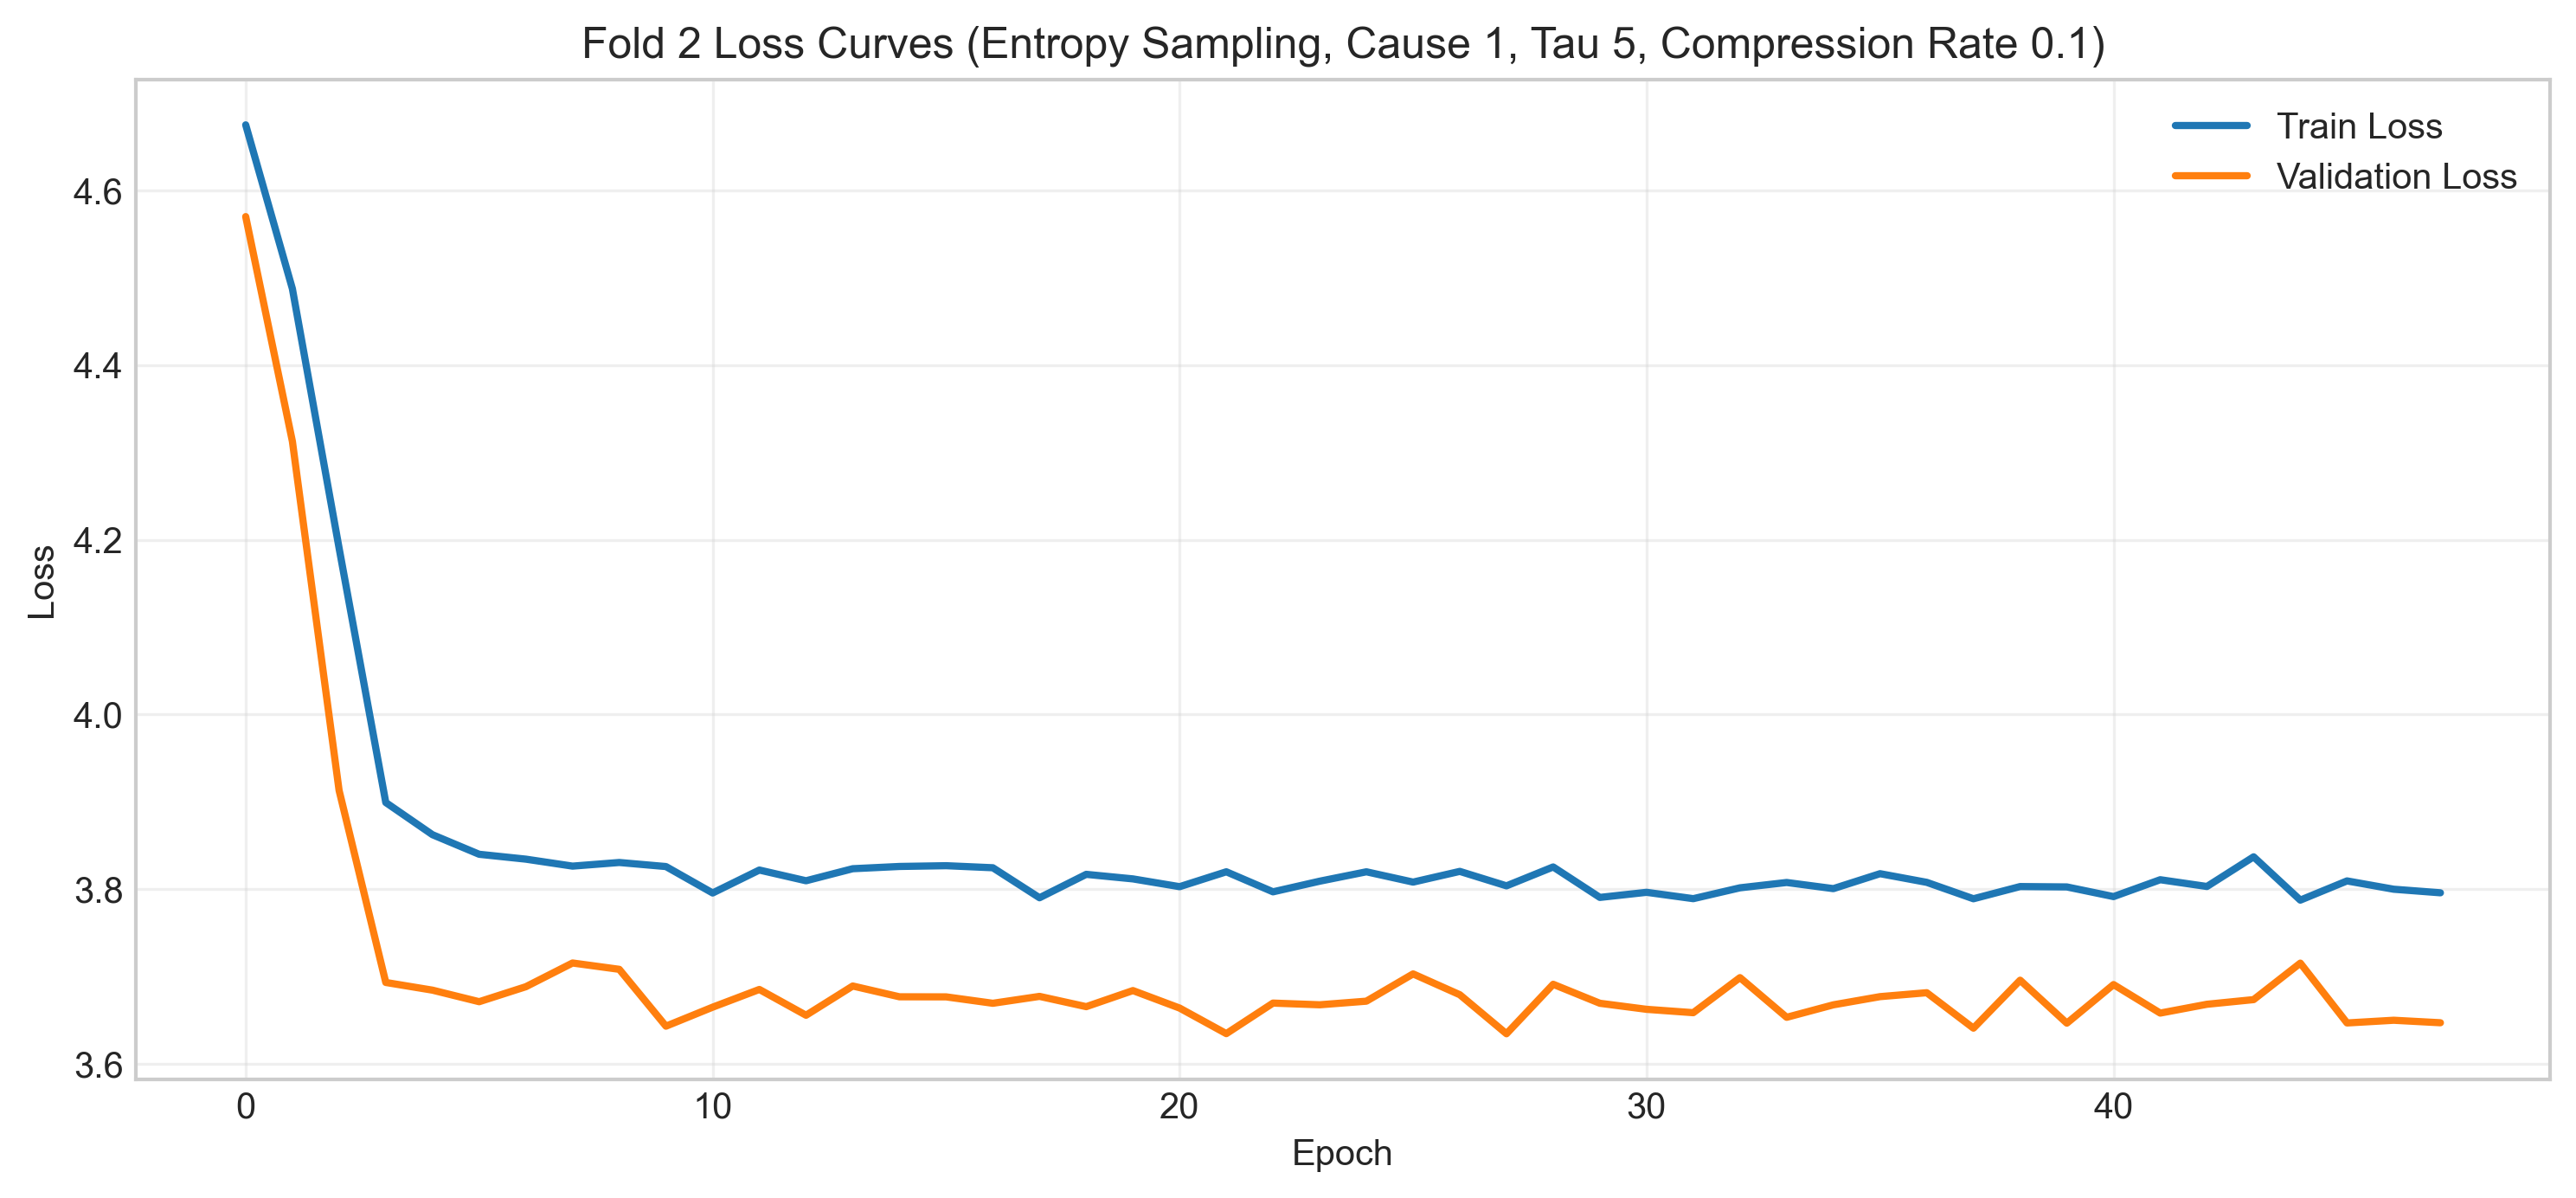 Fold 2 Loss Curves (Entropy Sampling, Cause 1, Tau 5, Compression Rate 0.1)
Train Loss
Validation Loss
4.6
4.4
4.2
4.0
3.8
3.6
Loss
0 10 20 30 40
Epoch